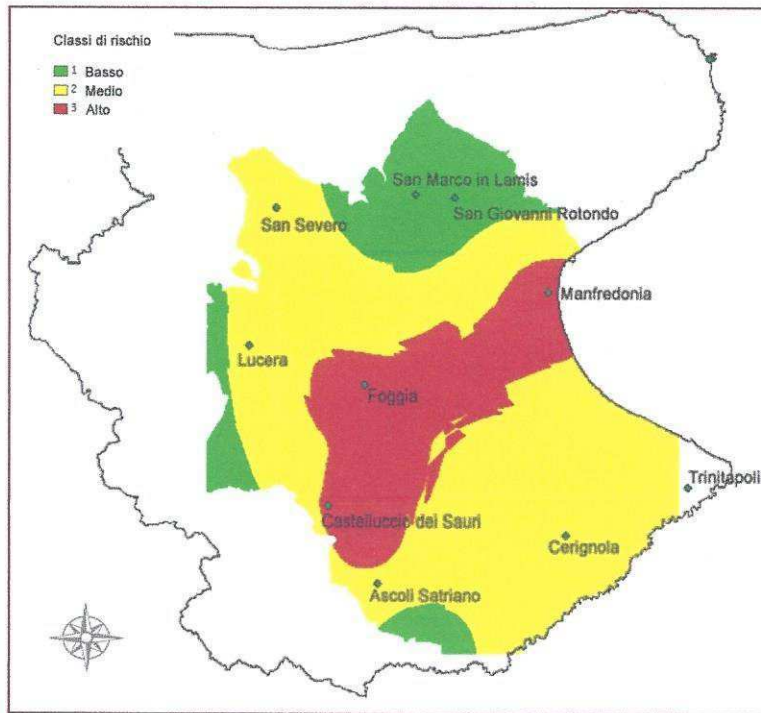 Classi di rischio
1 Basso
2 Medio
3 Alto
San Marco in Lamis
San Giovanni Rotondo
San Severo
Manfredonia
Lucera
Foggia
Trinitapoli
Castelluccio dei Sauri
Cerignola
Ascoli Satriano